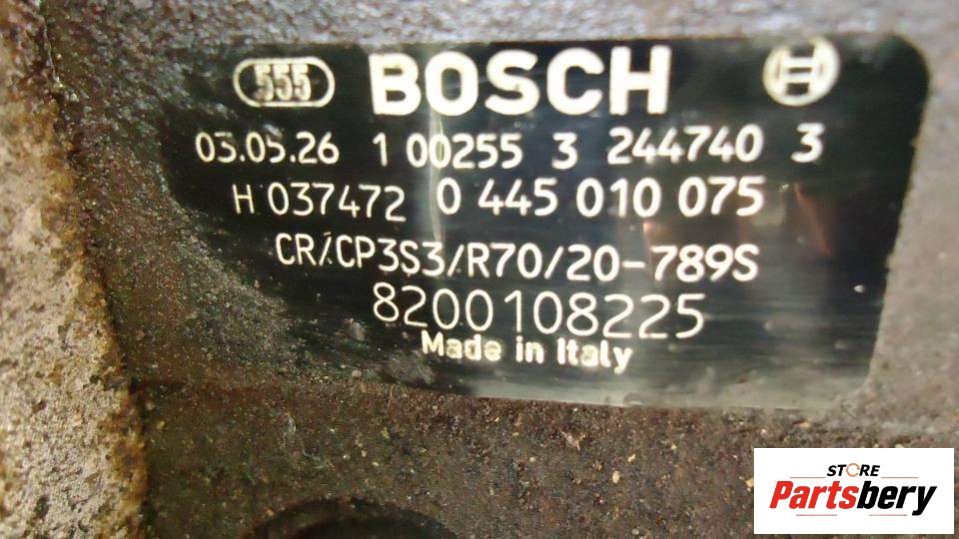 555 BOSCH
03.05.26 1 00255 3 244740 3
H 037472 0 445 010 075
CR/CP3S3/R70/20-789S
8200108225
Made in Italy
STORE
Partsbery